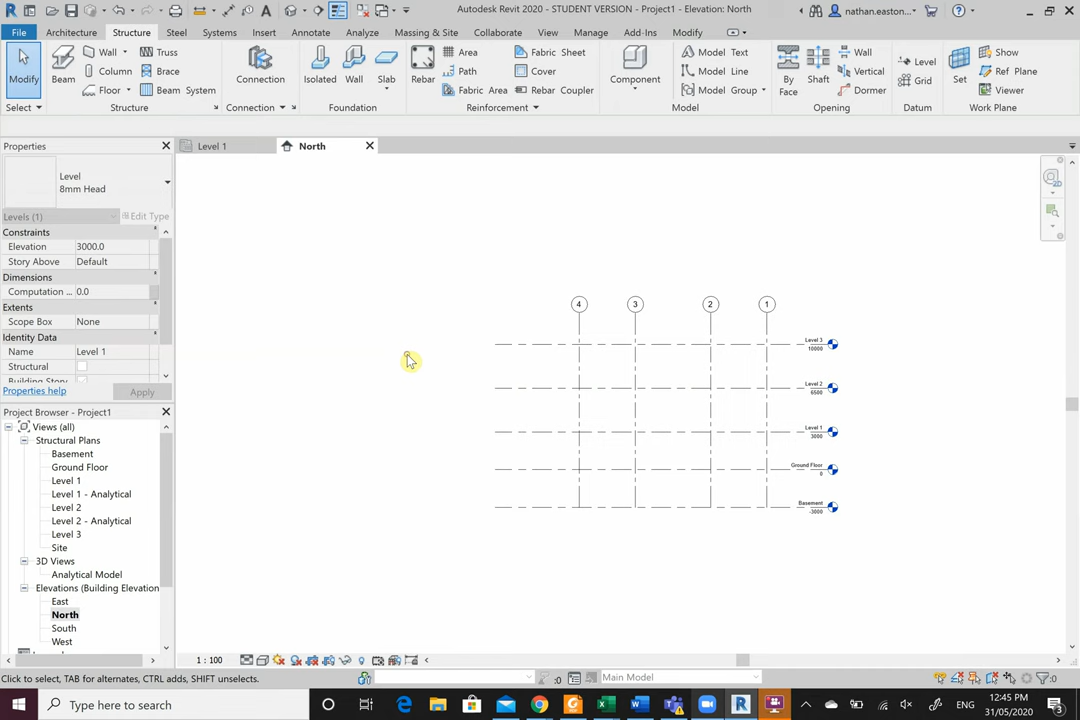 Autodesk Revit 2020 - STUDENT VERSION - Project1 - Elevation: North
nathan.easton...
File Architecture Structure Steel Systems Insert Annotate Analyze Massing & Site Collaborate View Manage Add-Ins Modify
Modify
Beam
Wall
Column
Floor
Truss
Brace
Beam System
Connection
Isolated
Wall
Slab
Rebar
Area
Path
Fabric Area
Fabric Sheet
Cover
Rebar Coupler
Component
Model Text
Model Line
Model Group
By
Face
Shaft
Wall
Vertical
Dormer
Level
Grid
Set
Show
Ref Plane
Viewer
Select
Structure
Connection
Foundation
Reinforcement
Model
Opening
Datum
Work Plane
Properties
Level 1
North
Level
8mm Head
Levels (1)
Edit Type
Constraints
Elevation 3000.0
Story Above Default
Dimensions
Computation ... 0.0
Extents
Scope Box None
Identity Data
Name Level 1
Structural
Building Story
Properties help
Apply
Project Browser - Project1
Views (all)
Structural Plans
Basement
Ground Floor
Level 1
Level 1 - Analytical
Level 2
Level 2 - Analytical
Level 3
Site
3D Views
Analytical Model
Elevations (Building Elevation
East
North
South
West
4 3 2 1
Level 3
10000
Level 2
6500
Level 1
3000
Ground Floor
0
Basement
-3000
2D
1 : 100
Click to select, TAB for alternates, CTRL adds, SHIFT unselects.
:0
Main Model
:0
Type here to search
ENG
12:45 PM
31/05/2020
3